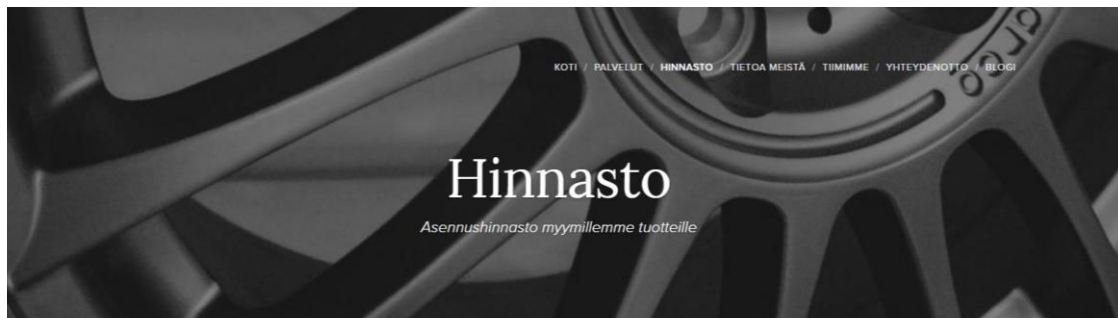 KOTI / PALVELUT / HINNASTO / TIETOA MEISTÄ / TIIMIMME / YHTEYDENOTTO / BLOGI
Hinnasto
Asennushinnasto myymillemme tuotteille